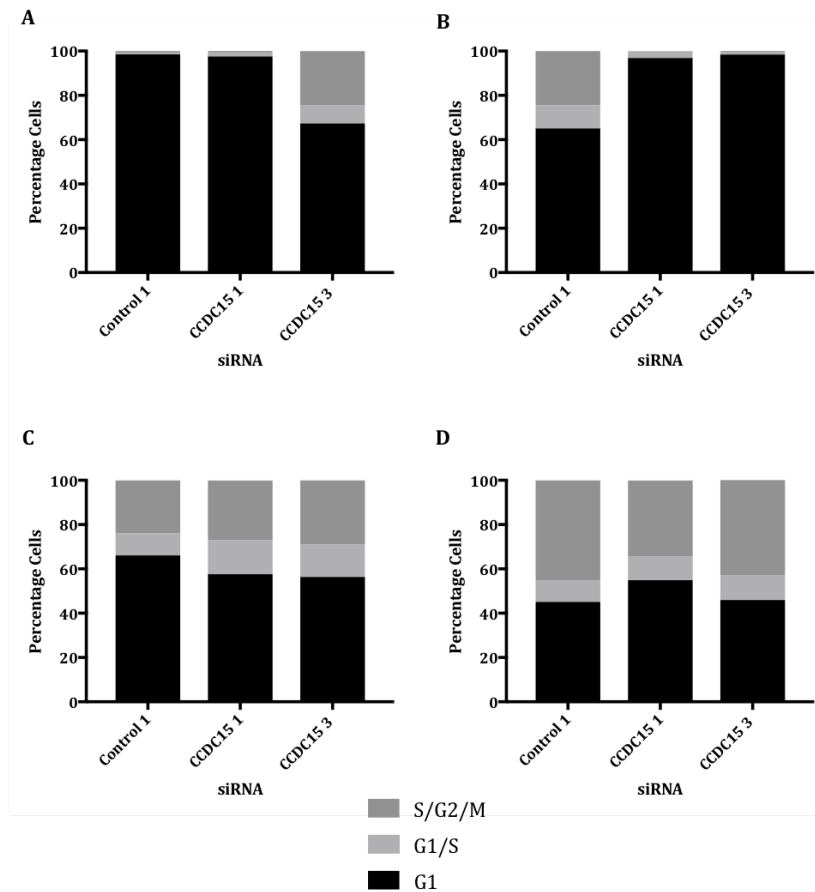 A
Percentage Cells
100
80
60
40
20
0
Control 1
CCDC15 1
CCDC15 3
siRNA
B
Percentage Cells
100
80
60
40
20
0
Control 1
CCDC15 1
CCDC15 3
siRNA
C
Percentage Cells
100
80
60
40
20
0
Control 1
CCDC15 1
CCDC15 3
siRNA
D
Percentage Cells
100
80
60
40
20
0
Control 1
CCDC15 1
CCDC15 3
siRNA
S/G2/M
G1/S
G1